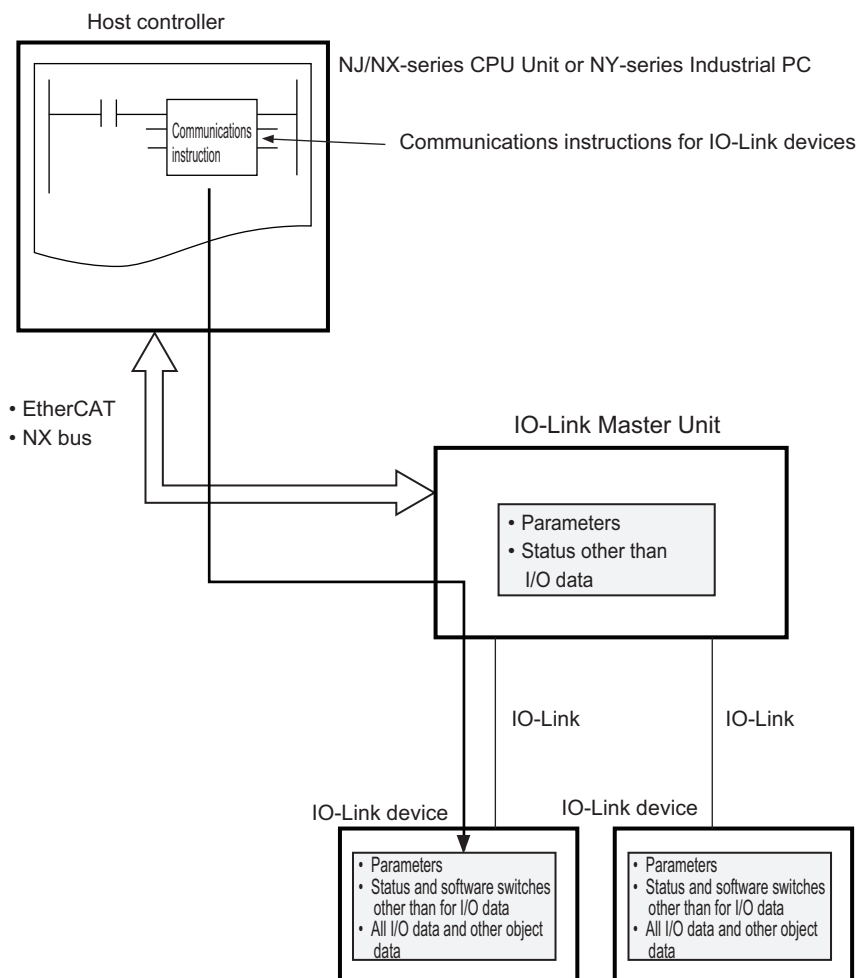 Host controller
NJ/NX-series CPU Unit or NY-series Industrial PC
Communications
instruction
Communications instructions for IO-Link devices
• EtherCAT
• NX bus
IO-Link Master Unit
• Parameters
• Status other than
I/O data
IO-Link
IO-Link
IO-Link device
• Parameters
• Status and software switches
other than for I/O data
• All I/O data and other object
data
IO-Link device
• Parameters
• Status and software switches
other than for I/O data
• All I/O data and other object
data